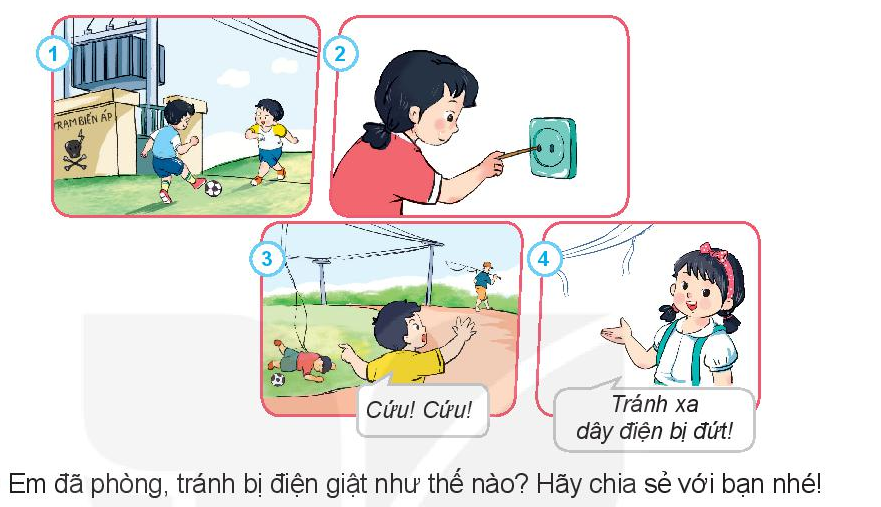 1
2
TRẠM BIẾN ÁP
3
4
Cứu! Cứu!
Tránh xa
dây điện bị đứt!
Em đã phòng, tránh bị điện giật như thế nào? Hãy chia sẻ với bạn nhé!